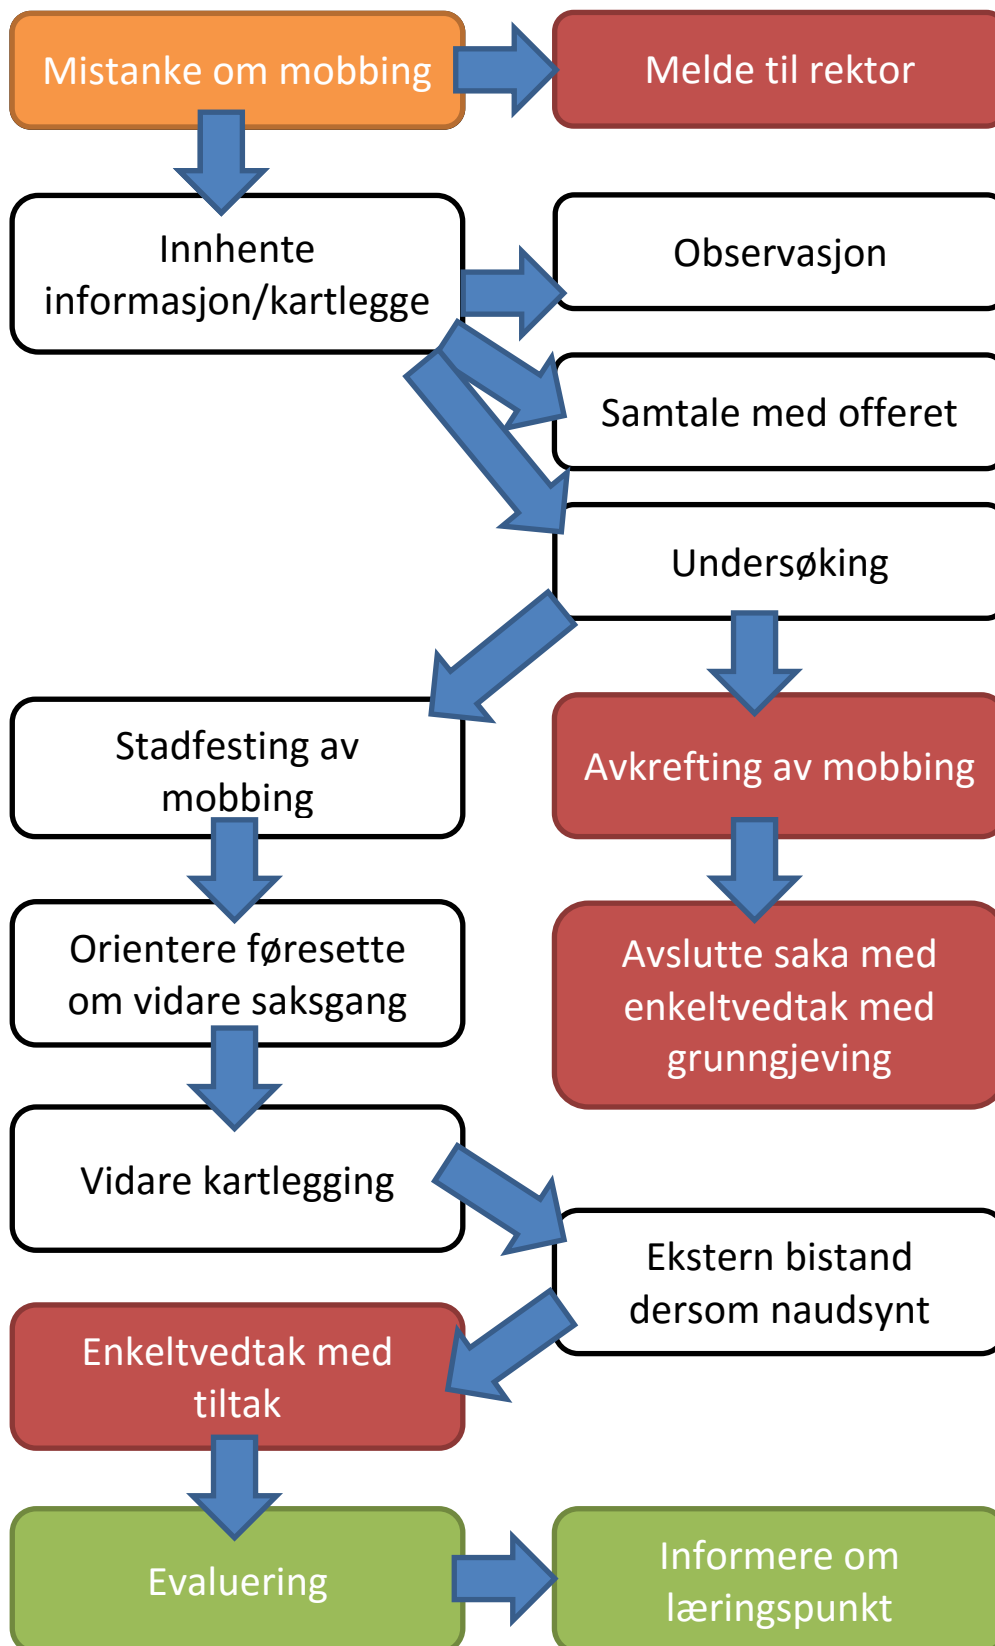 Mistanke om mobbing
Melde til rektor
Innhente
informasjon/kartlegge
Observasjon
Samtale med offeret
Undersøking
Stadfesting av
mobbing
Avkrefting av mobbing
Orientere føresette
om vidare saksgang
Avslutte saka med
enkeltvedtak med
grunngjeving
Vidare kartlegging
Ekstern bistand
dersom naudsynt
Enkeltvedtak med
tiltak
Evaluering
Informere om
læringspunkt